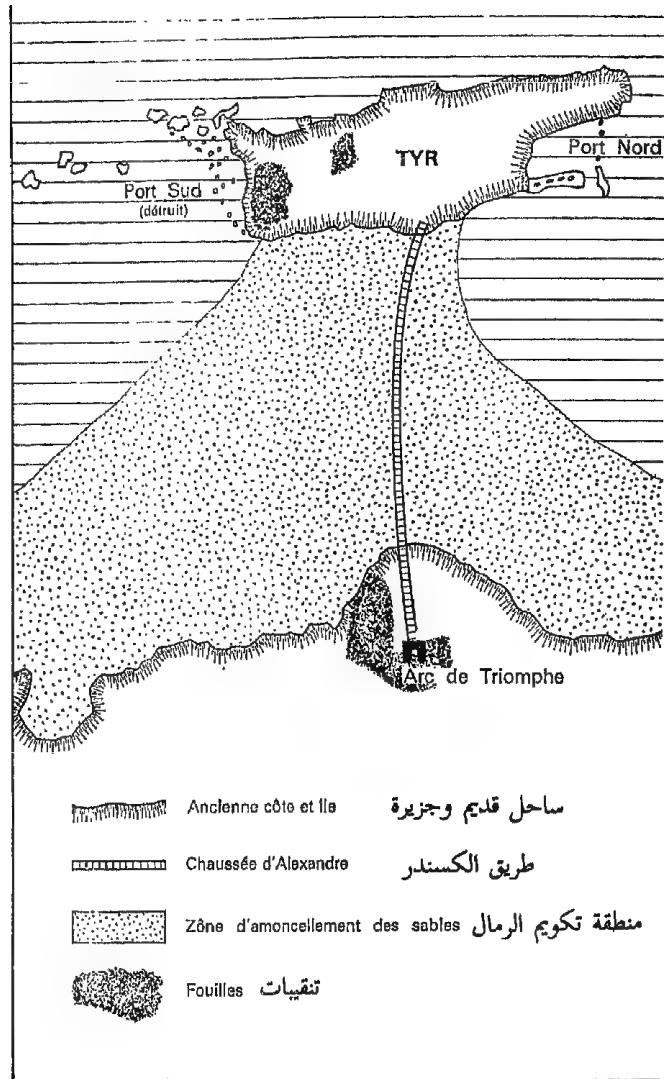 TYR
Port Nord
Port Sud
(détruit)
Arc de Triomphe
Ancienne côte et île ساحل قديم وجزيرة
Chaussée d'Alexandre طريق الكسندر
Zône d'amoncellement des sables منطقة تكويم الرمال
Fouilles تنقيبات